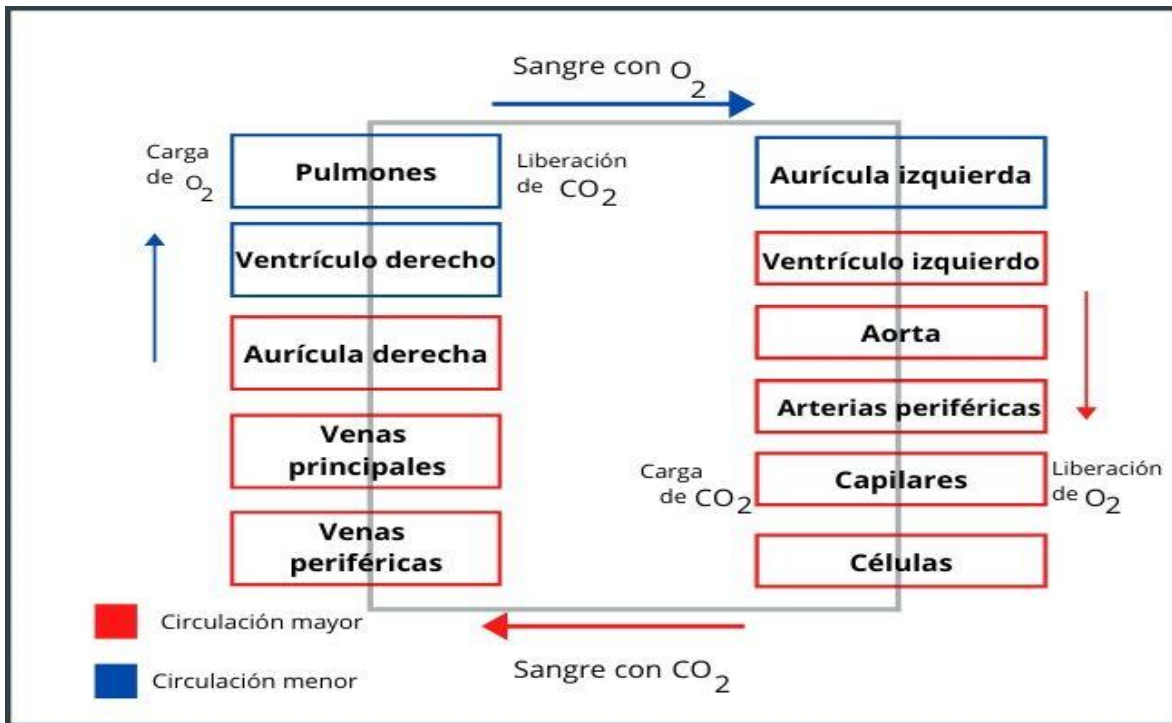 Sangre con O2
Carga
de O2
Pulmones
Liberación
de CO2
Aurícula izquierda
Ventrículo derecho
Ventrículo izquierdo
Aurícula derecha
Aorta
Venas
principales
Arterias periféricas
Carga
de CO2
Capilares
Liberación
de O2
Venas
periféricas
Células
Circulación mayor
Sangre con CO2
Circulación menor